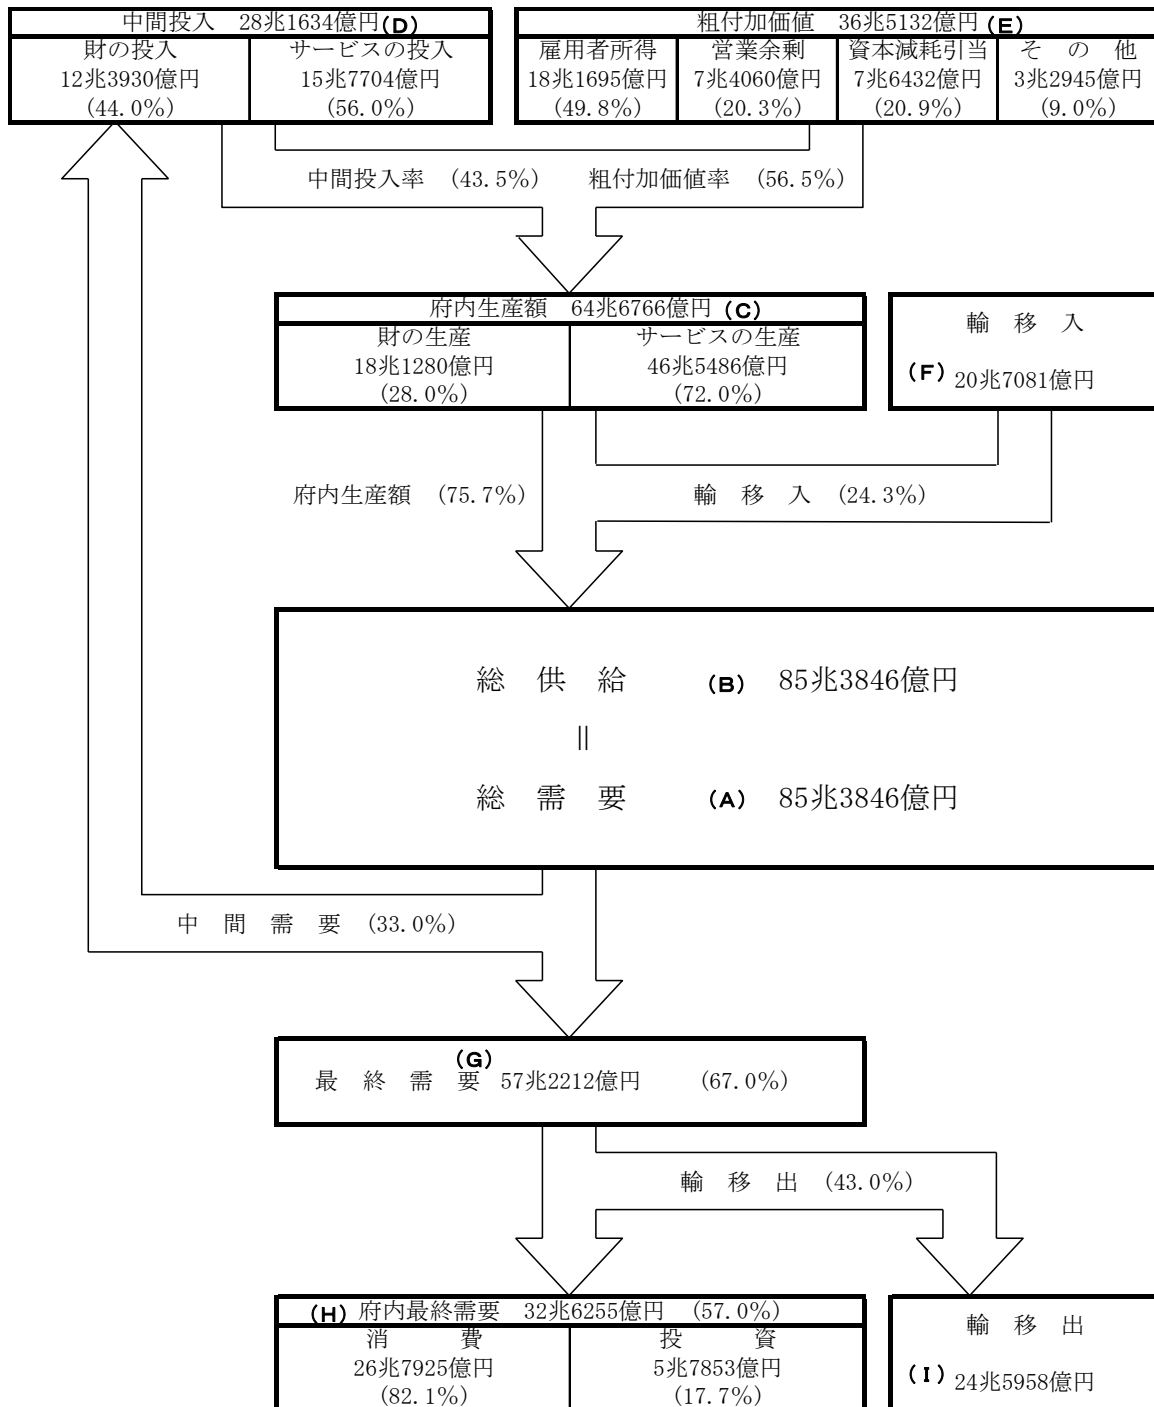 中間投入 28兆1634億円(D)
財の投入 サービスの投入
12兆3930億円 15兆7704億円
(44.0%) (56.0%)
粗付加価値 36兆5132億円(E)
雇用者所得 営業余剰 資本減耗引当 そ の 他
18兆1695億円 7兆4060億円 7兆6432億円 3兆2945億円
(49.8%) (20.3%) (20.9%) (9.0%)
中間投入率 (43.5%) 粗付加価値率 (56.5%)
府内生産額 64兆6766億円(C)
財の生産 サービスの生産
18兆1280億円 46兆5486億円
(28.0%) (72.0%)
輸 移 入
(F) 20兆7081億円
府内生産額 (75.7%) 輸 移 入 (24.3%)
総 供 給 (B) 85兆3846億円
||
総 需 要 (A) 85兆3846億円
中 間 需 要 (33.0%)
(G)
最 終 需 要 57兆2212億円 (67.0%)
輸 移 出 (43.0%)
(H) 府内最終需要 32兆6255億円 (57.0%)
消 費 投 資
26兆7925億円 5兆7853億円
(82.1%) (17.7%)
輸 移 出
(I) 24兆5958億円